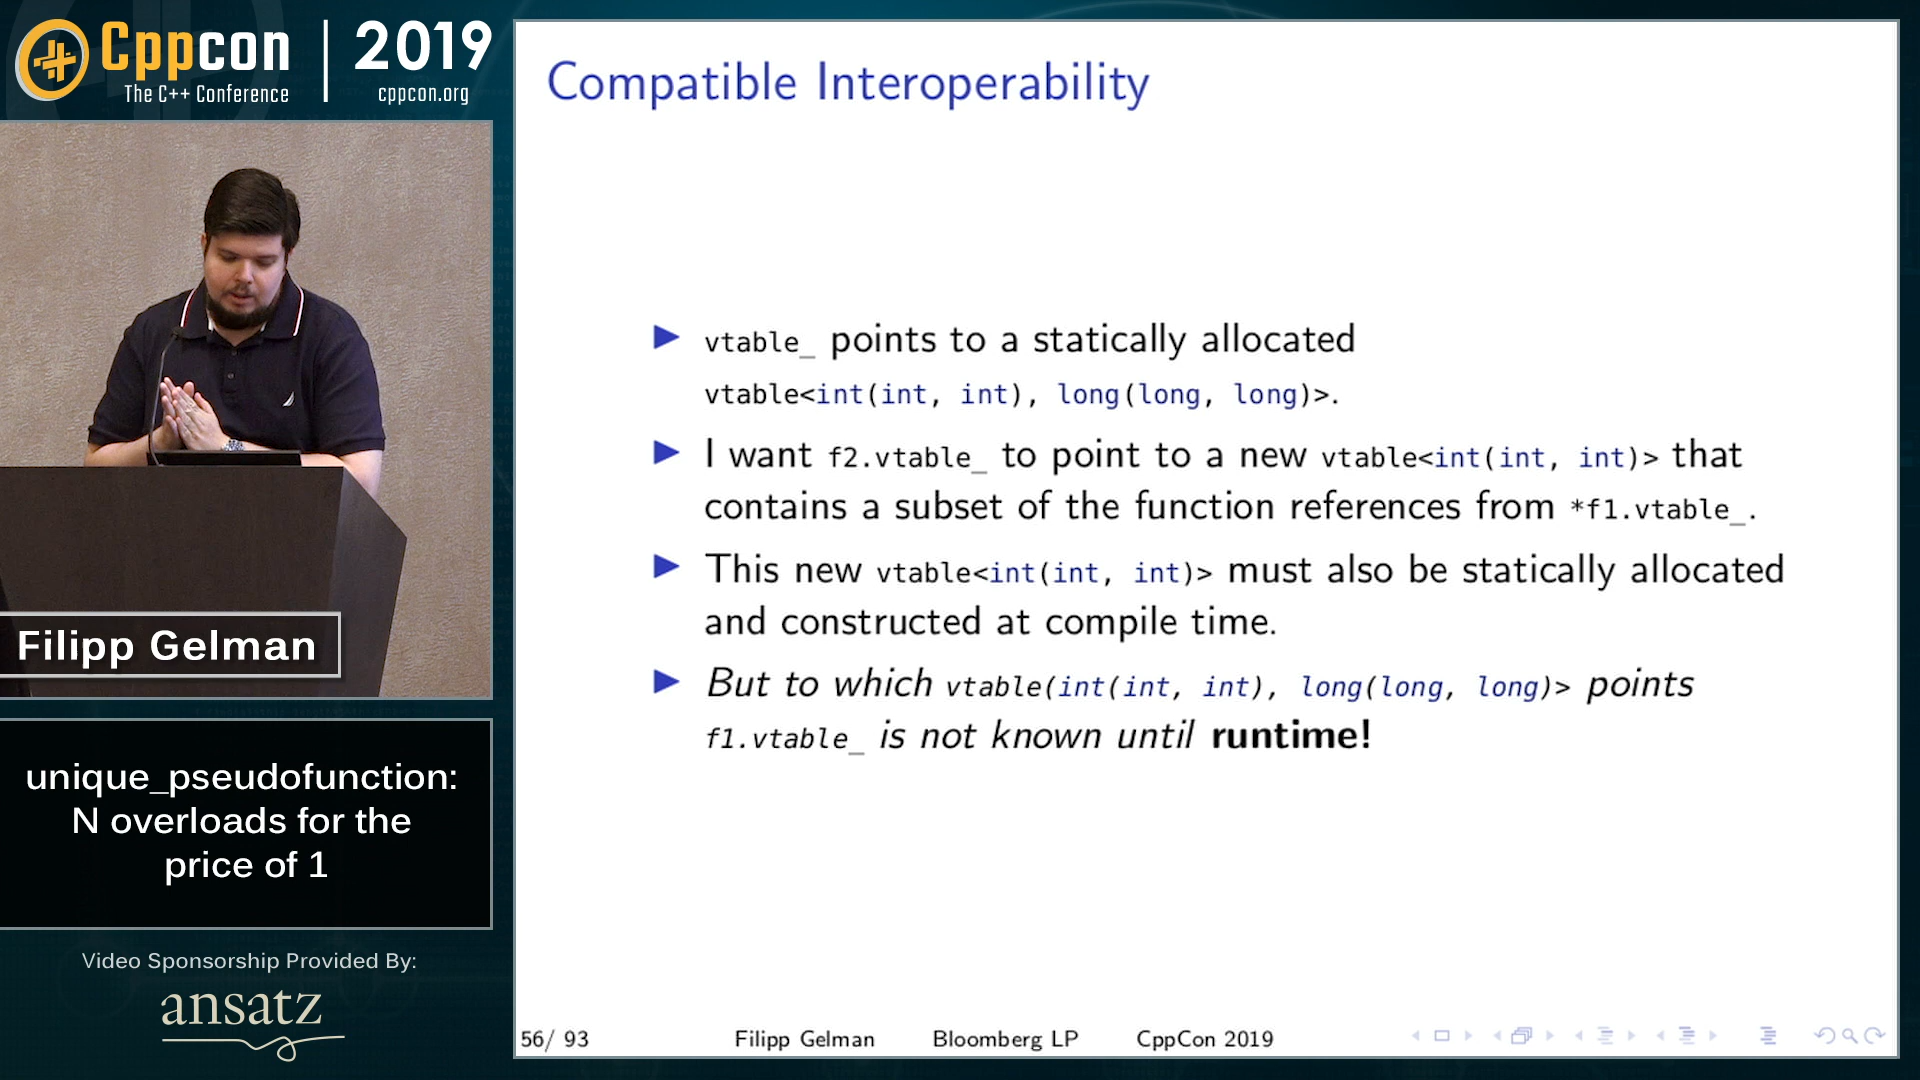 Cppcon | 2019
The C++ Conference cppcon.org
Filipp Gelman
unique_pseudofunction:
N overloads for the
price of 1
Video Sponsorship Provided By:
ansatz
Compatible Interoperability
vtable_ points to a statically allocated
vtable<int(int, int), long(long, long)>.
I want f2.vtable_ to point to a new vtable<int(int, int)> that
contains a subset of the function references from *f1.vtable_.
This new vtable<int(int, int)> must also be statically allocated
and constructed at compile time.
But to which vtable(int(int, int), long(long, long)> points
f1.vtable_ is not known until runtime!
56/ 93 Filipp Gelman Bloomberg LP CppCon 2019